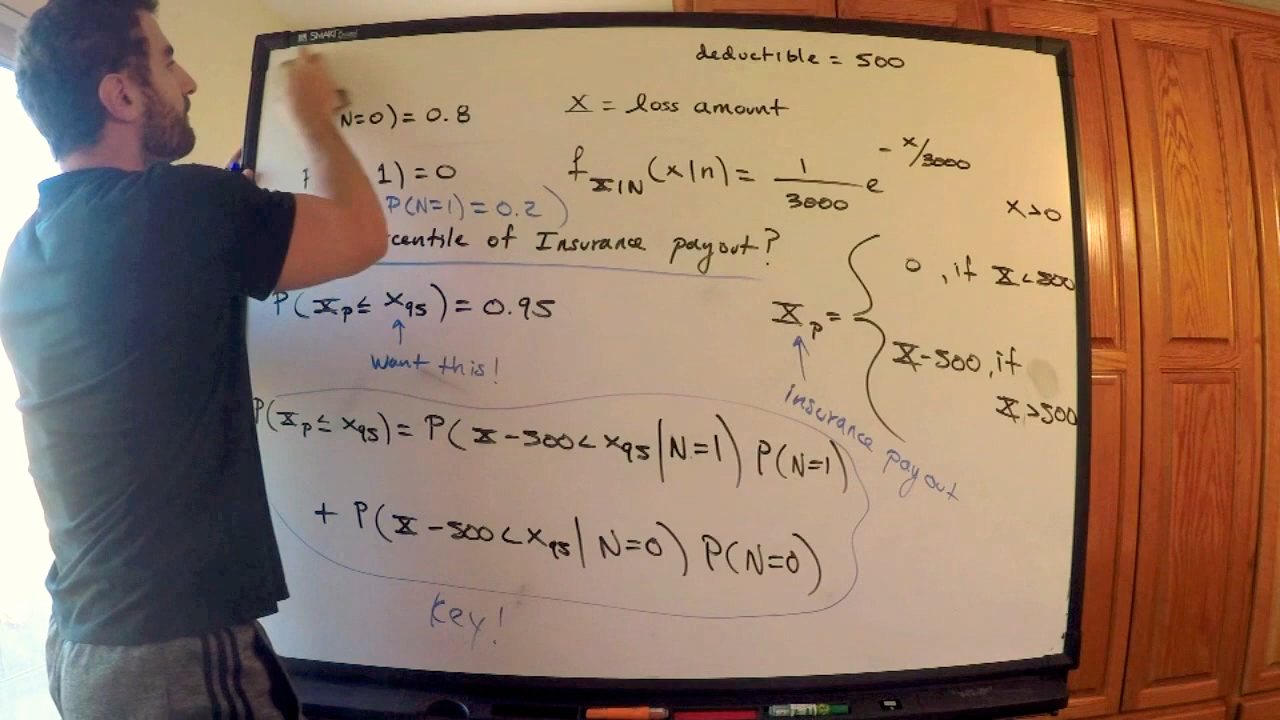 SMART Board
deductible = 500
N=0) = 0.8
X = loss amount
1) = 0
f_X|N (x|n) = 1/3000 e^-x/3000
x>0
P(N=1) = 0.2 )
centile of Insurance payout?
P(X_p ≤ x_95) = 0.95
want this!
X_p = { 0, if X<500
X-500, if
X>500
Insurance payout
P(X_p ≤ x_95) = P(X-500< x_95 | N=1) P(N=1)
+ P(X-500< x_95 | N=0) P(N=0)
Key!